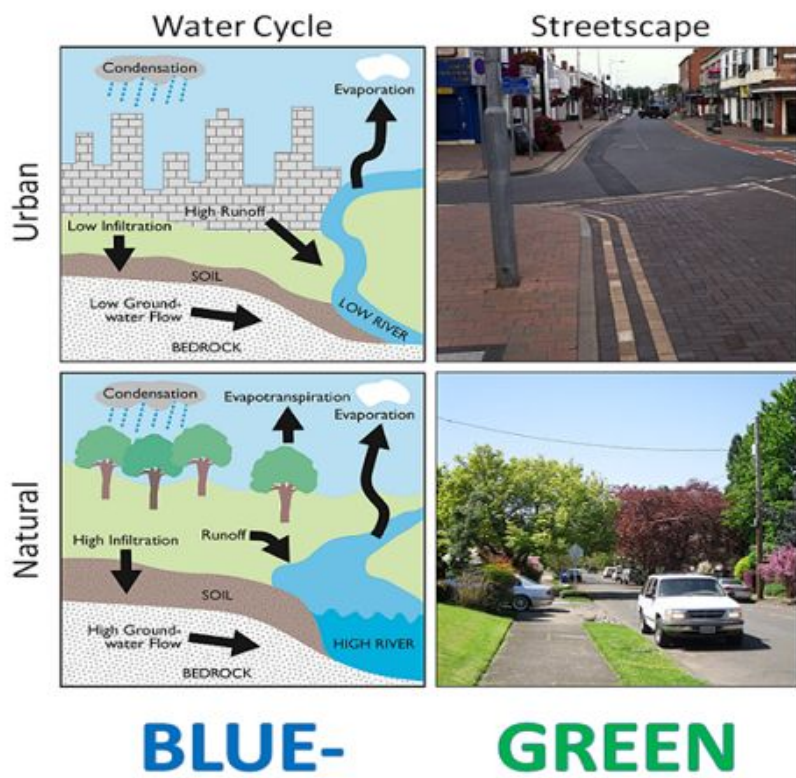 Water Cycle
Streetscape
Urban
Condensation
Evaporation
High Runoff
Low Infiltration
SOIL
Low Ground-
water Flow
LOW RIVER
BEDROCK
Natural
Condensation
Evapotranspiration
Evaporation
High Infiltration
Runoff
SOIL
High Ground-
water Flow
HIGH RIVER
BEDROCK
BLUE-
GREEN